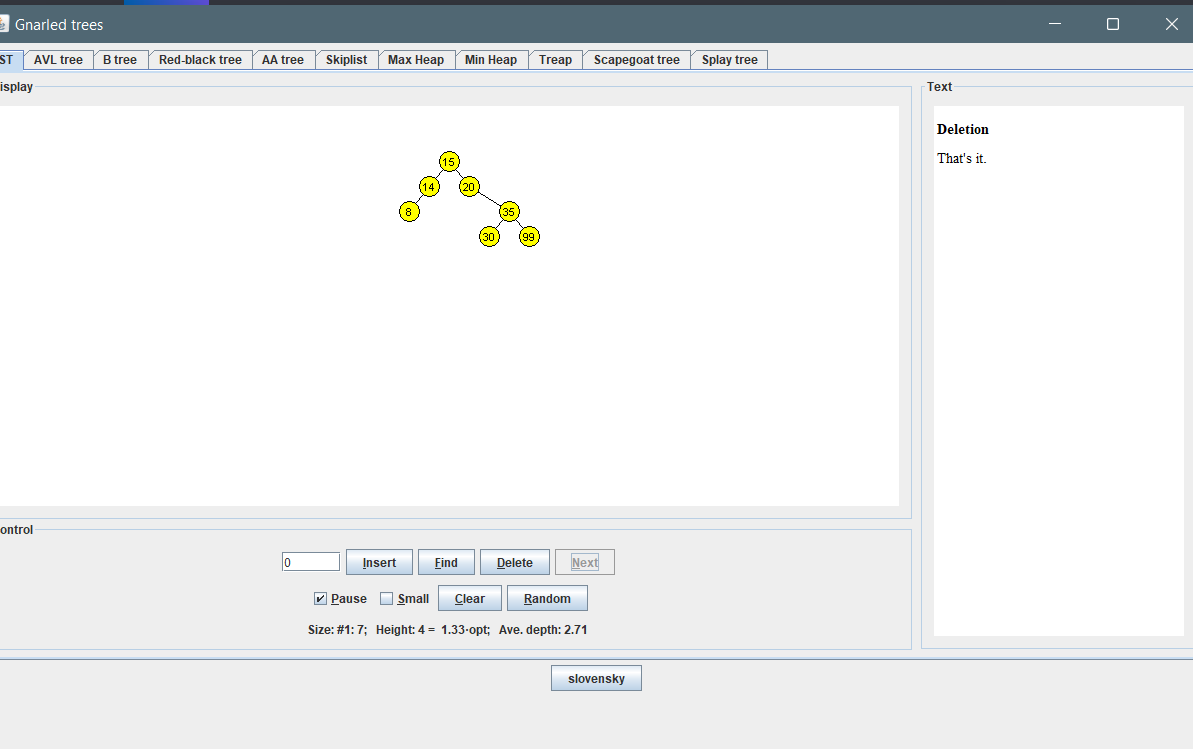 Gnarled trees
ST AVL tree B tree Red-black tree AA tree Skiplist Max Heap Min Heap Treap Scapegoat tree Splay tree
isplay
Text
Deletion
That's it.
15
14 20
8 35
30 99
ontrol
0 Insert Find Delete Next
Pause Small Clear Random
Size: #1: 7; Height: 4 = 1.33·opt; Ave. depth: 2.71
slovensky